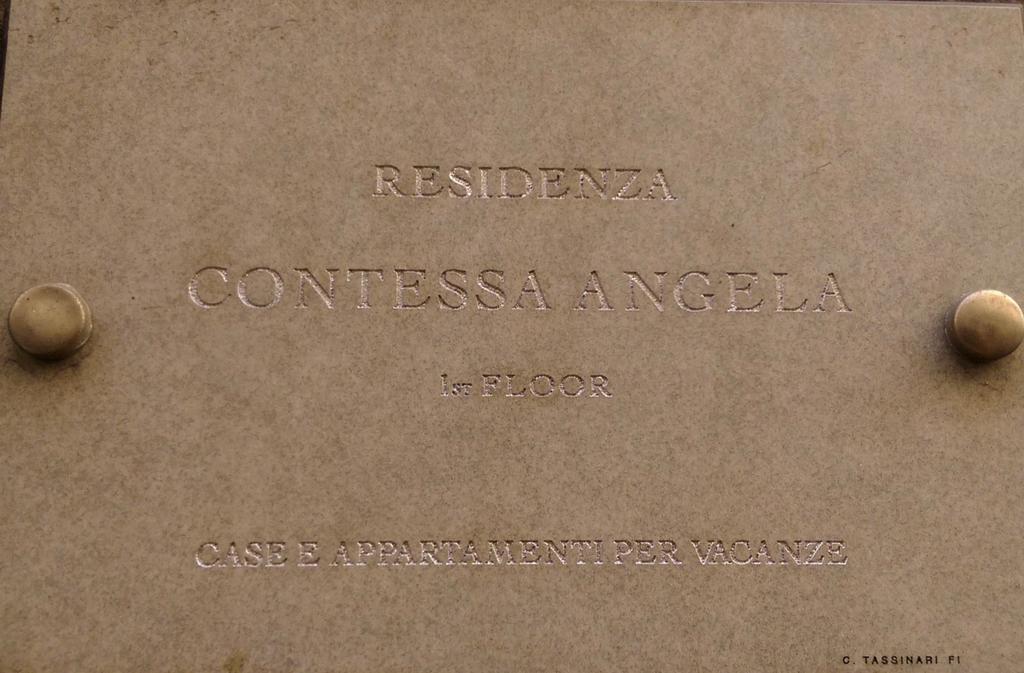 RESIDENZA
CONTESSA ANGELA
1ST FLOOR
CASE E APPARTAMENTI PER VACANZE
C. TASSINARI FI